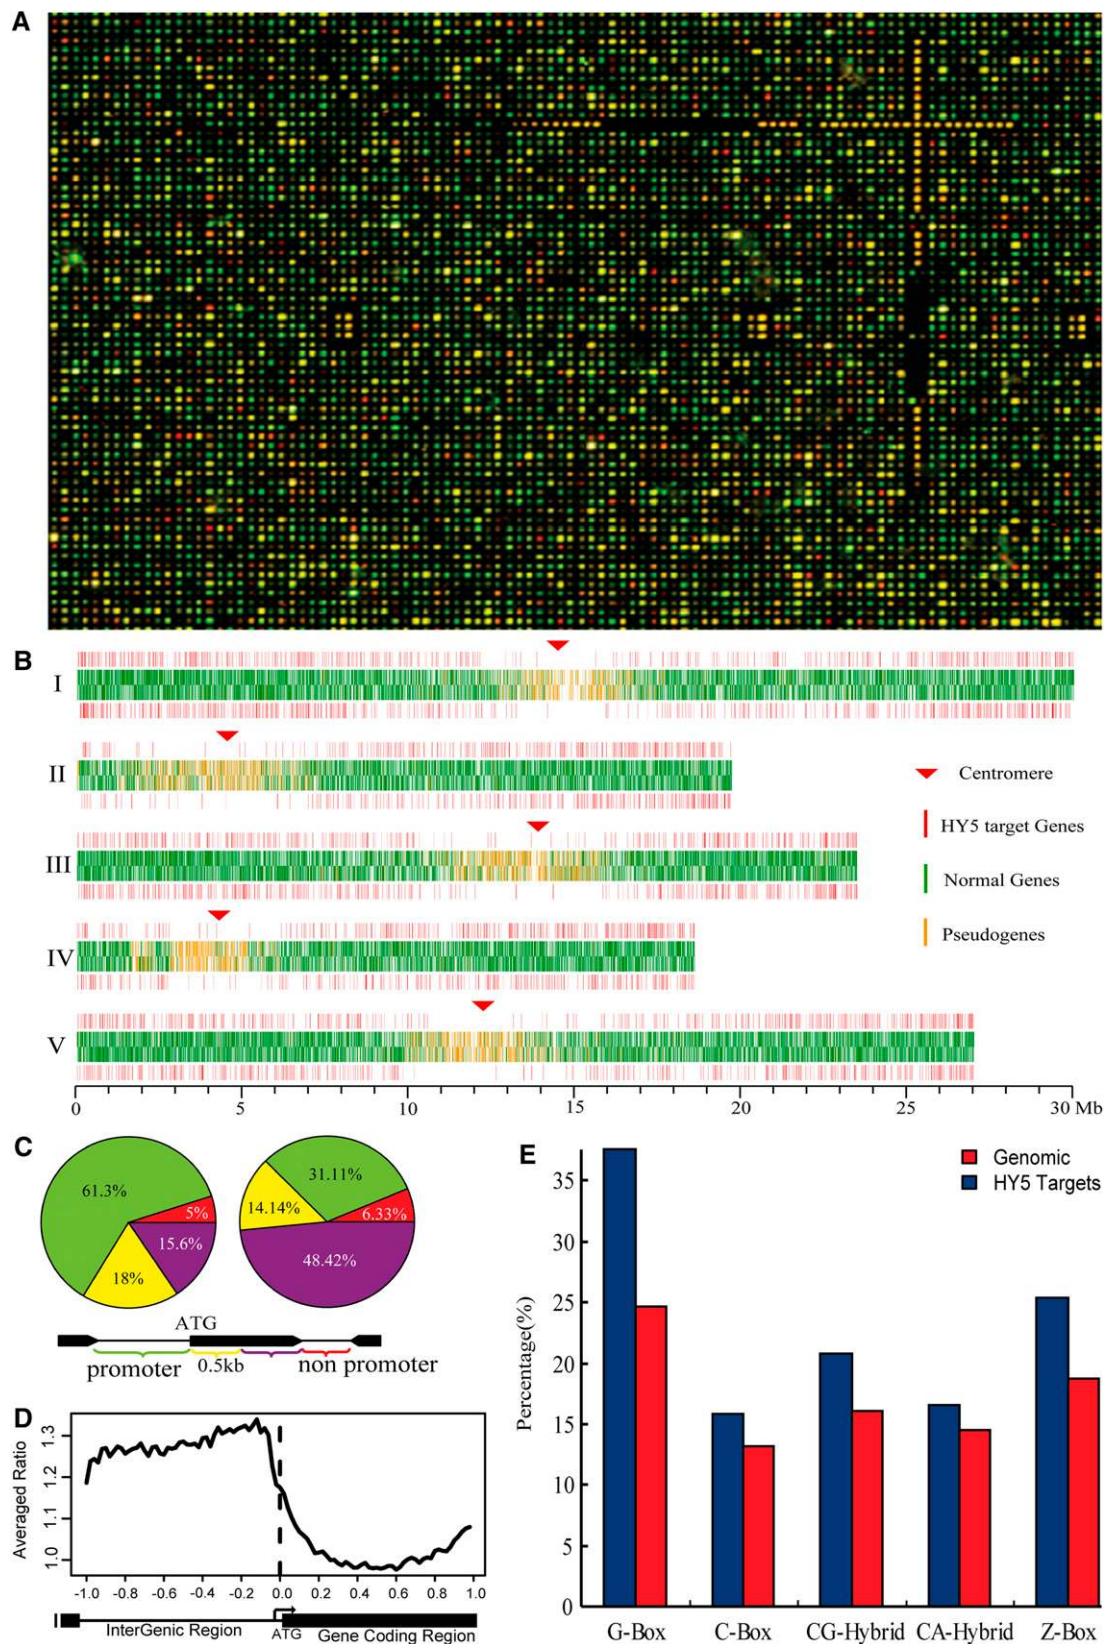 A
B
I
II
III
IV
V
Centromere
HY5 target Genes
Normal Genes
Pseudogenes
0 5 10 15 20 25 30 Mb
C
61.3%
5%
15.6%
18%
31.11%
14.14%
6.33%
48.42%
ATG
promoter
0.5kb
non promoter
D
Averaged Ratio
1.3
1.2
1.1
1.0
-1.0 -0.8 -0.6 -0.4 -0.2 0.0 0.2 0.4 0.6 0.8 1.0
InterGenic Region
ATG
Gene Coding Region
E
Genomic
HY5 Targets
Percentage(%)
35
30
25
20
15
10
5
0
G-Box C-Box CG-Hybrid CA-Hybrid Z-Box